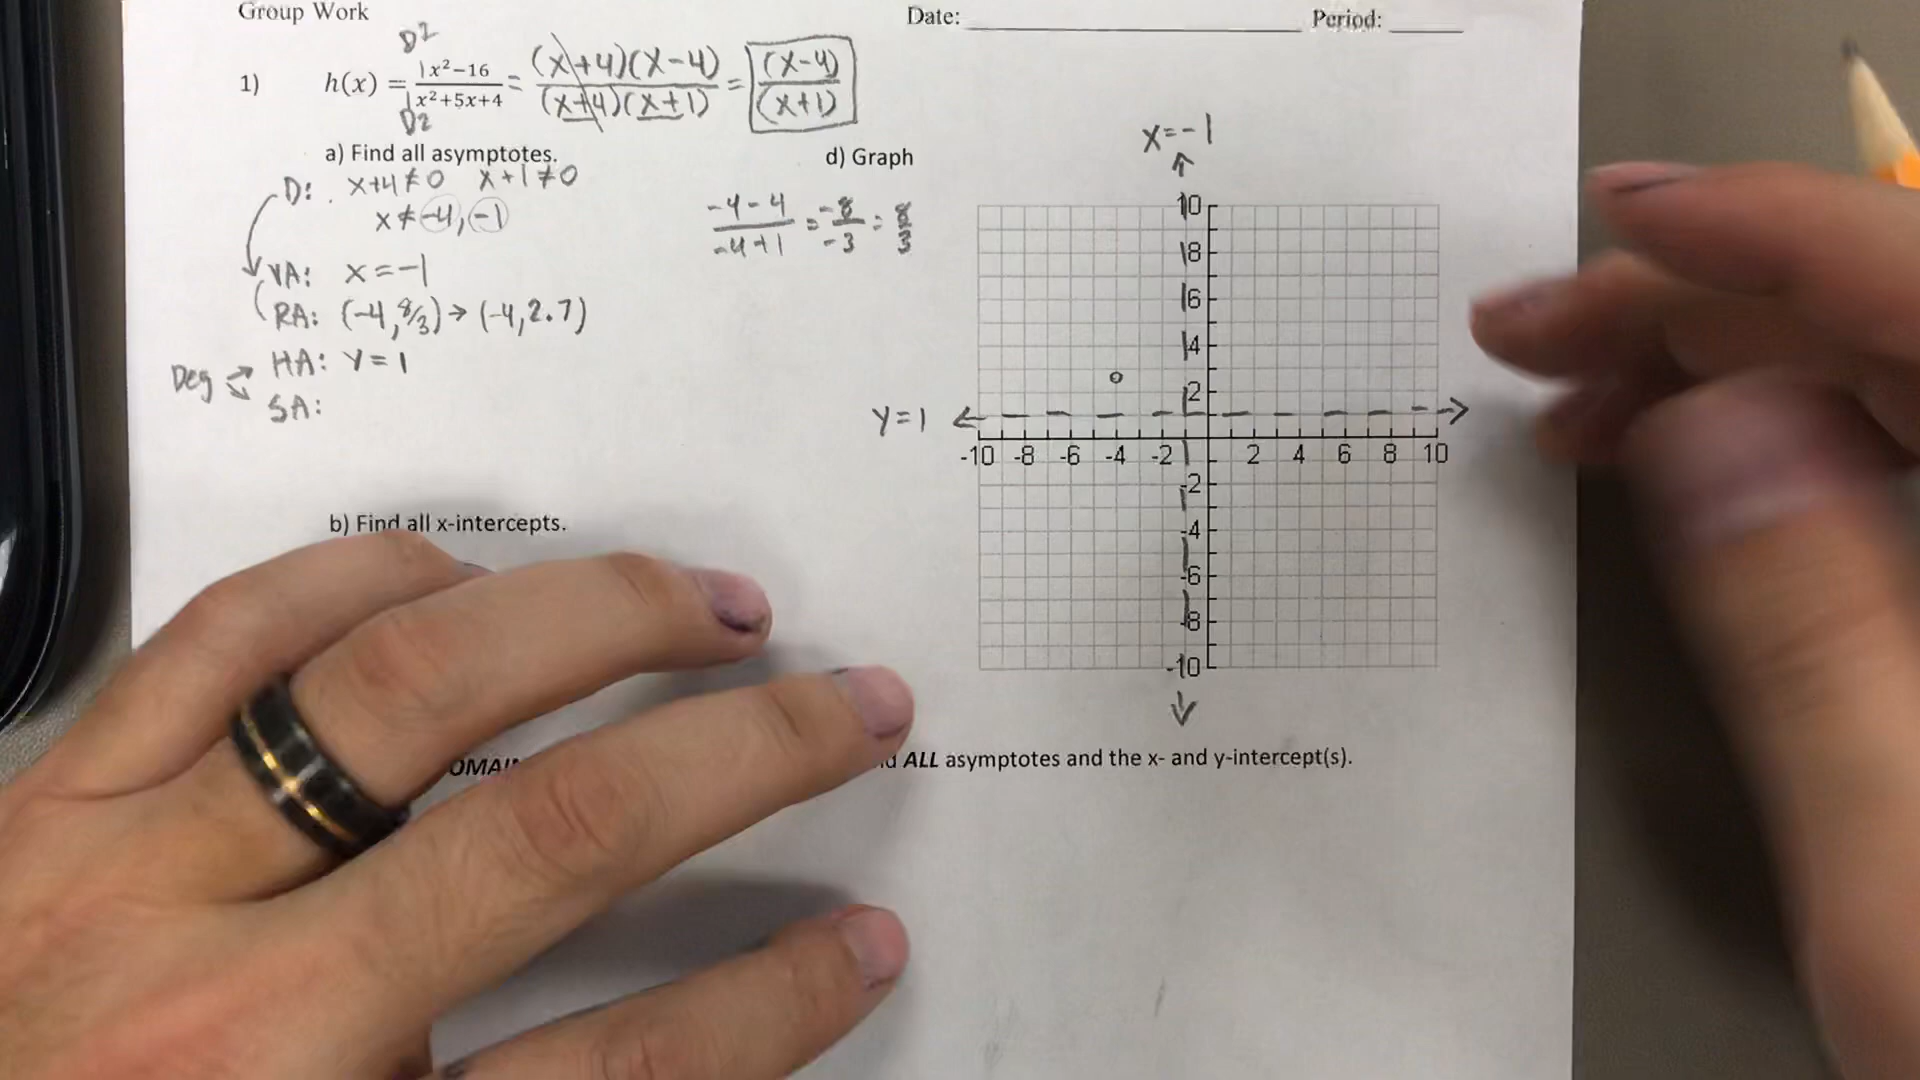 Group Work Date: ____ Period: ____
D2
1) h(x) = 1x²−16 / 1x²+5x+4 = (x+4)(x-4) / (x+4)(x+1) = (x-4) / (x+1)
D2
a) Find all asymptotes. d) Graph
D: x+4≠0 x+1≠0
x≠-4,-1
-4-4 / -4+1 = -8 / -3 = 8 / 3
VA: x=-1
RA: (-4,8/3)→(-4,2.7)
Deg HA: y=1
SA:
x=-1
10
8
6
4
2
y=1
-10 -8 -6 -4 -2 2 4 6 8 10
-2
-4
-6
-8
-10
b) Find all x-intercepts.
ALL asymptotes and the x- and y-intercept(s).